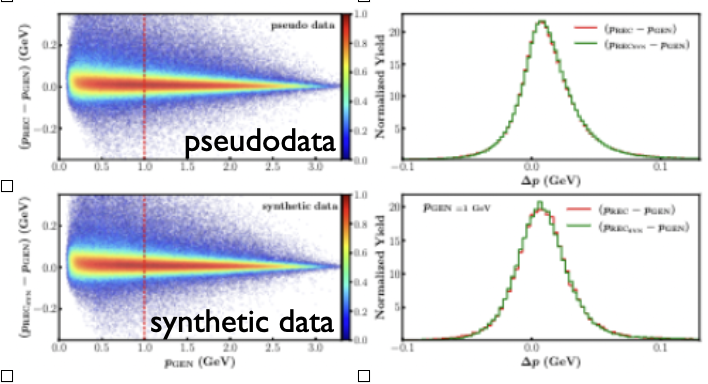 pseudo data
pseudodata
(pREC − pGEN) (GeV)
0.2
0.0
−0.2
0.0 0.5 1.0 1.5 2.0 2.5 3.0
1.0
0.8
0.6
0.4
0.2
0.0
(pREC − pGEN)
(pRECSYN − pGEN)
Normalized Yield
20
15
10
5
−0.1 0.0 0.1
Δp (GeV)
synthetic data
synthetic data
(pRECSYN − pGEN) (GeV)
0.2
0.0
−0.2
0.0 0.5 1.0 1.5 2.0 2.5 3.0
pGEN (GeV)
1.0
0.8
0.6
0.4
0.2
0.0
pGEN =1 GeV
(pREC − pGEN)
(pRECSYN − pGEN)
Normalized Yield
20
15
10
5
−0.1 0.0 0.1
Δp (GeV)